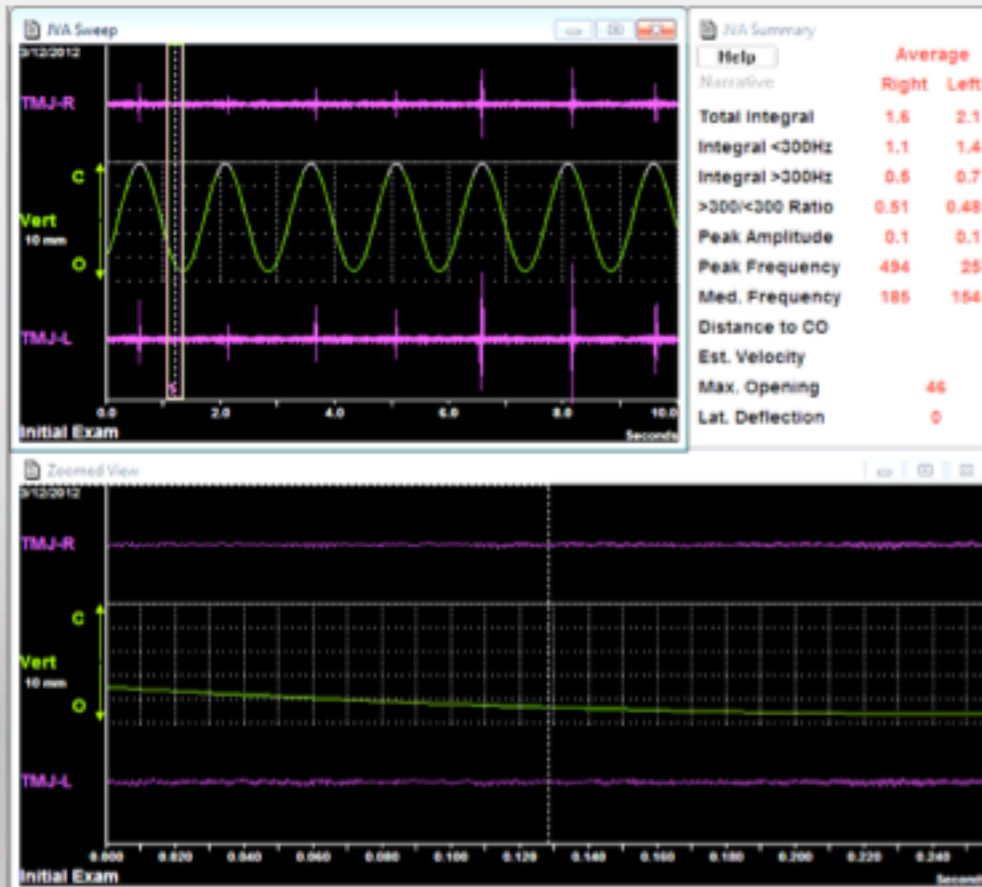 JVA Sweep
3/12/2012
TMJ-R
C
Vert
10 mm
O
TMJ-L
0.0 2.0 4.0 6.0 8.0 10.0
Initial Exam
Seconds
JVA Summary
Help
Average
Narrative
Right Left
Total Integral 1.6 2.1
Integral <300Hz 1.1 1.4
Integral >300Hz 0.5 0.7
>300/<300 Ratio 0.51 0.48
Peak Amplitude 0.1 0.1
Peak Frequency 494 25
Med. Frequency 185 154
Distance to CO
Est. Velocity
Max. Opening 46
Lat. Deflection 0
Zoomed View
3/12/2012
TMJ-R
C
Vert
10 mm
O
TMJ-L
0.000 0.020 0.040 0.060 0.080 0.100 0.120 0.140 0.160 0.180 0.200 0.220 0.240
Initial Exam
Second